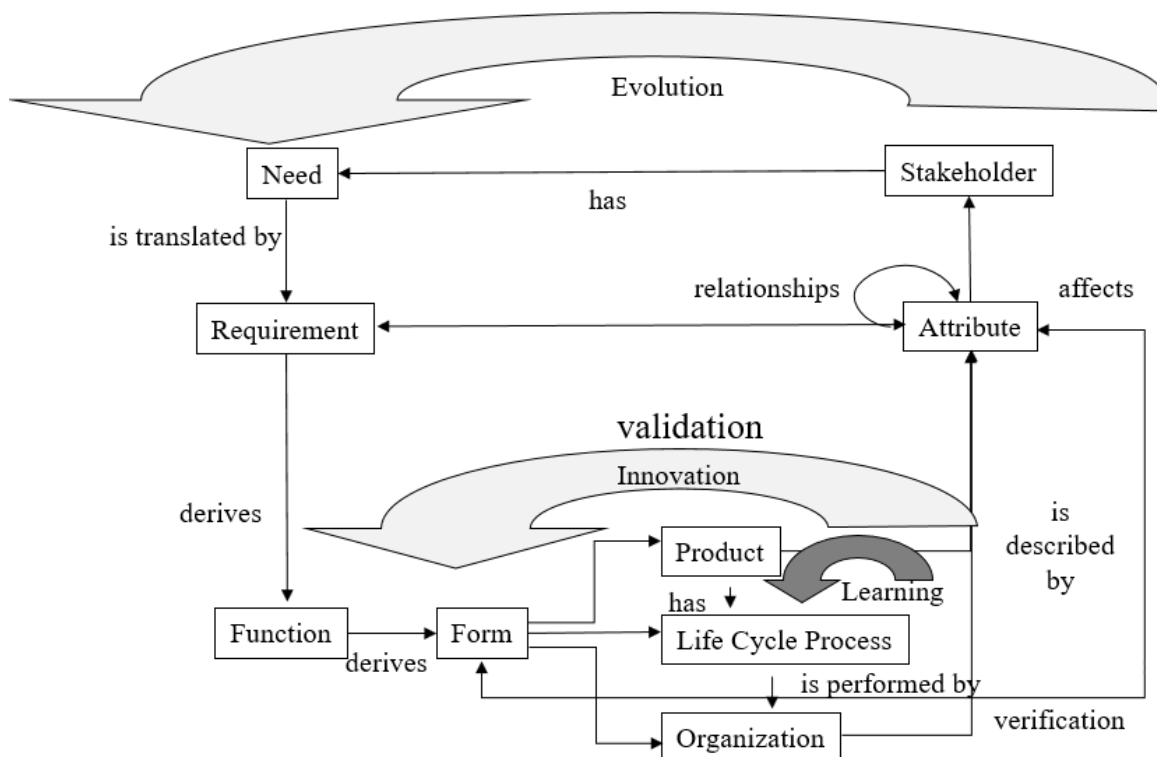 Evolution
Need
Stakeholder
has
is translated by
relationships
affects
Requirement
Attribute
validation
Innovation
derives
is
described
by
Product
Learning
has
Function
Form
Life Cycle Process
derives
is performed by
verification
Organization